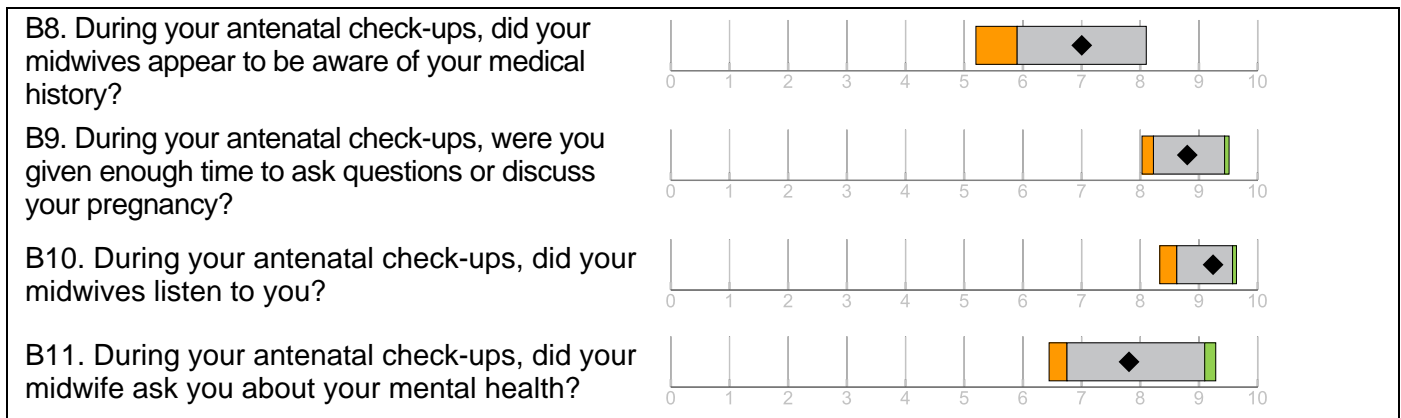 B8. During your antenatal check-ups, did your
midwives appear to be aware of your medical
history?
0 1 2 3 4 5 6 7 8 9 10
B9. During your antenatal check-ups, were you
given enough time to ask questions or discuss
your pregnancy?
0 1 2 3 4 5 6 7 8 9 10
B10. During your antenatal check-ups, did your
midwives listen to you?
0 1 2 3 4 5 6 7 8 9 10
B11. During your antenatal check-ups, did your
midwife ask you about your mental health?
0 1 2 3 4 5 6 7 8 9 10